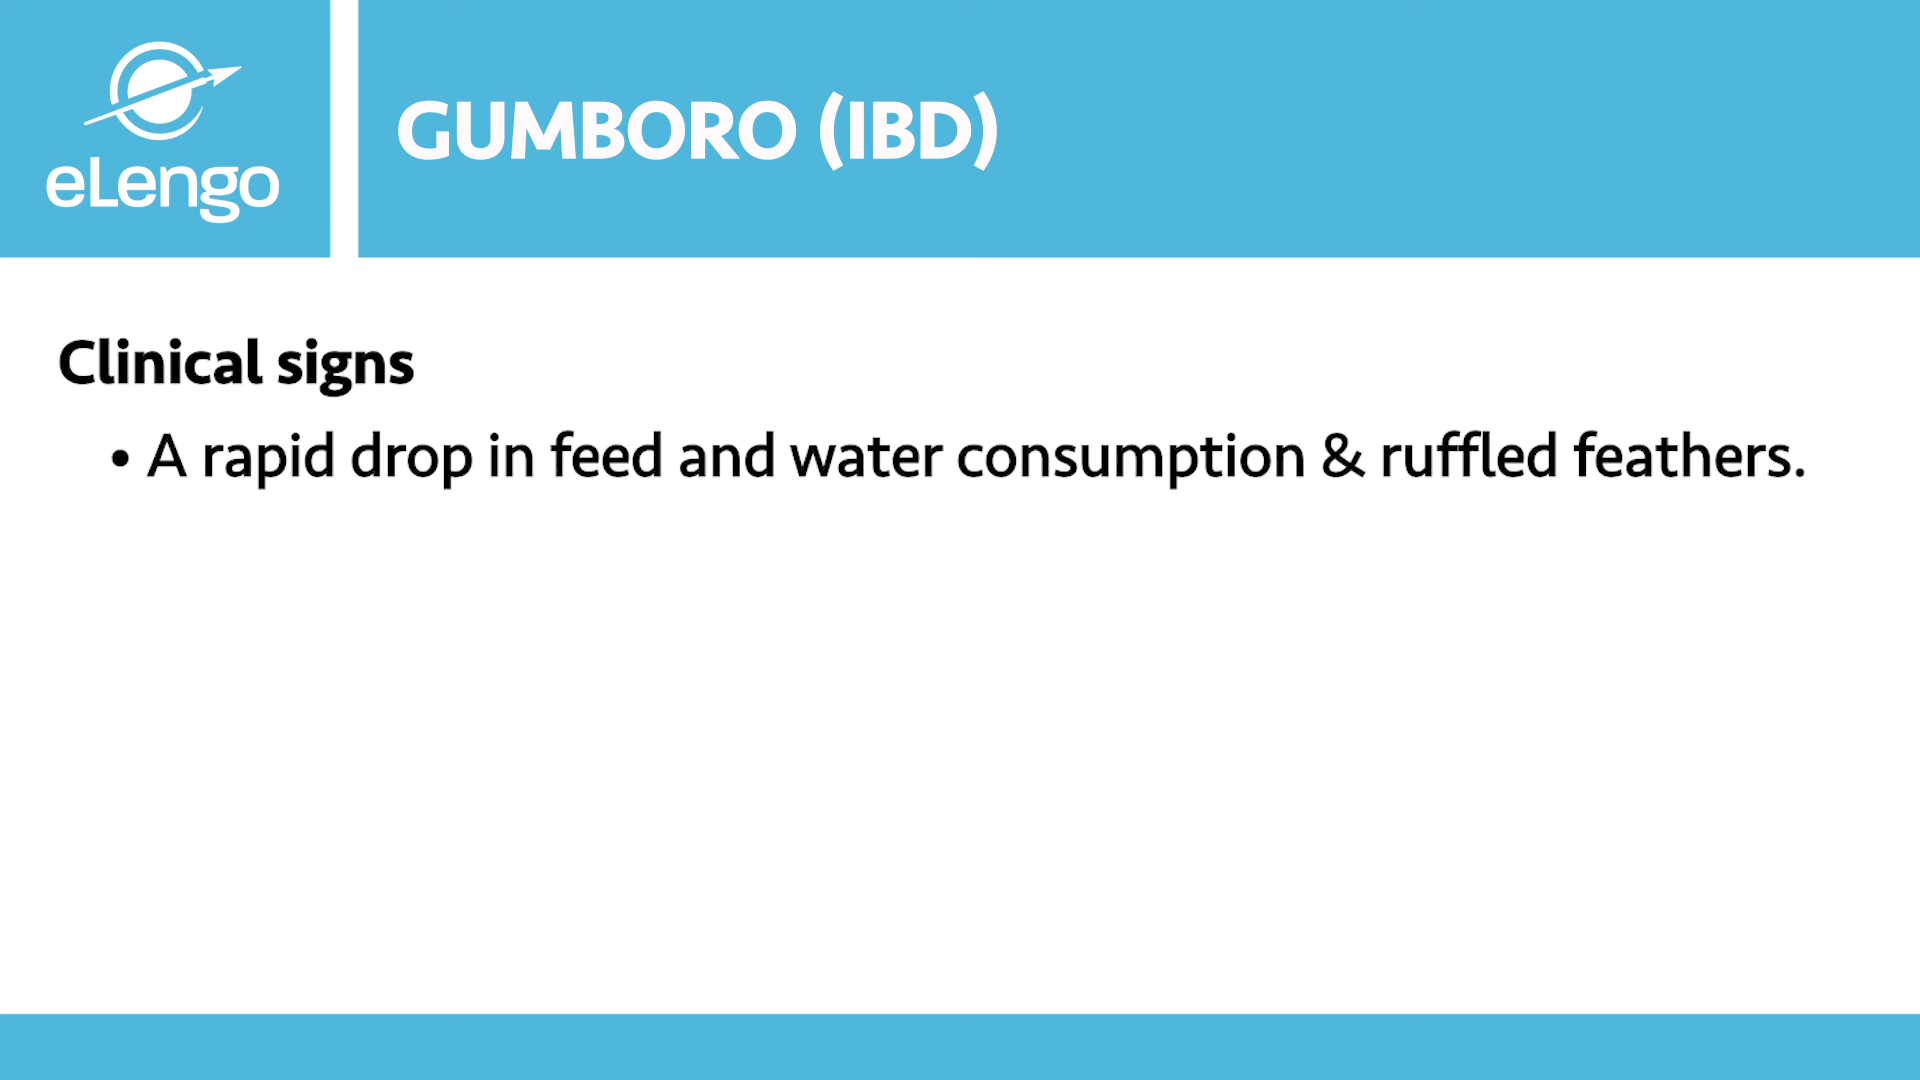 eLengo
GUMBORO (IBD)
Clinical signs
• A rapid drop in feed and water consumption & ruffled feathers.